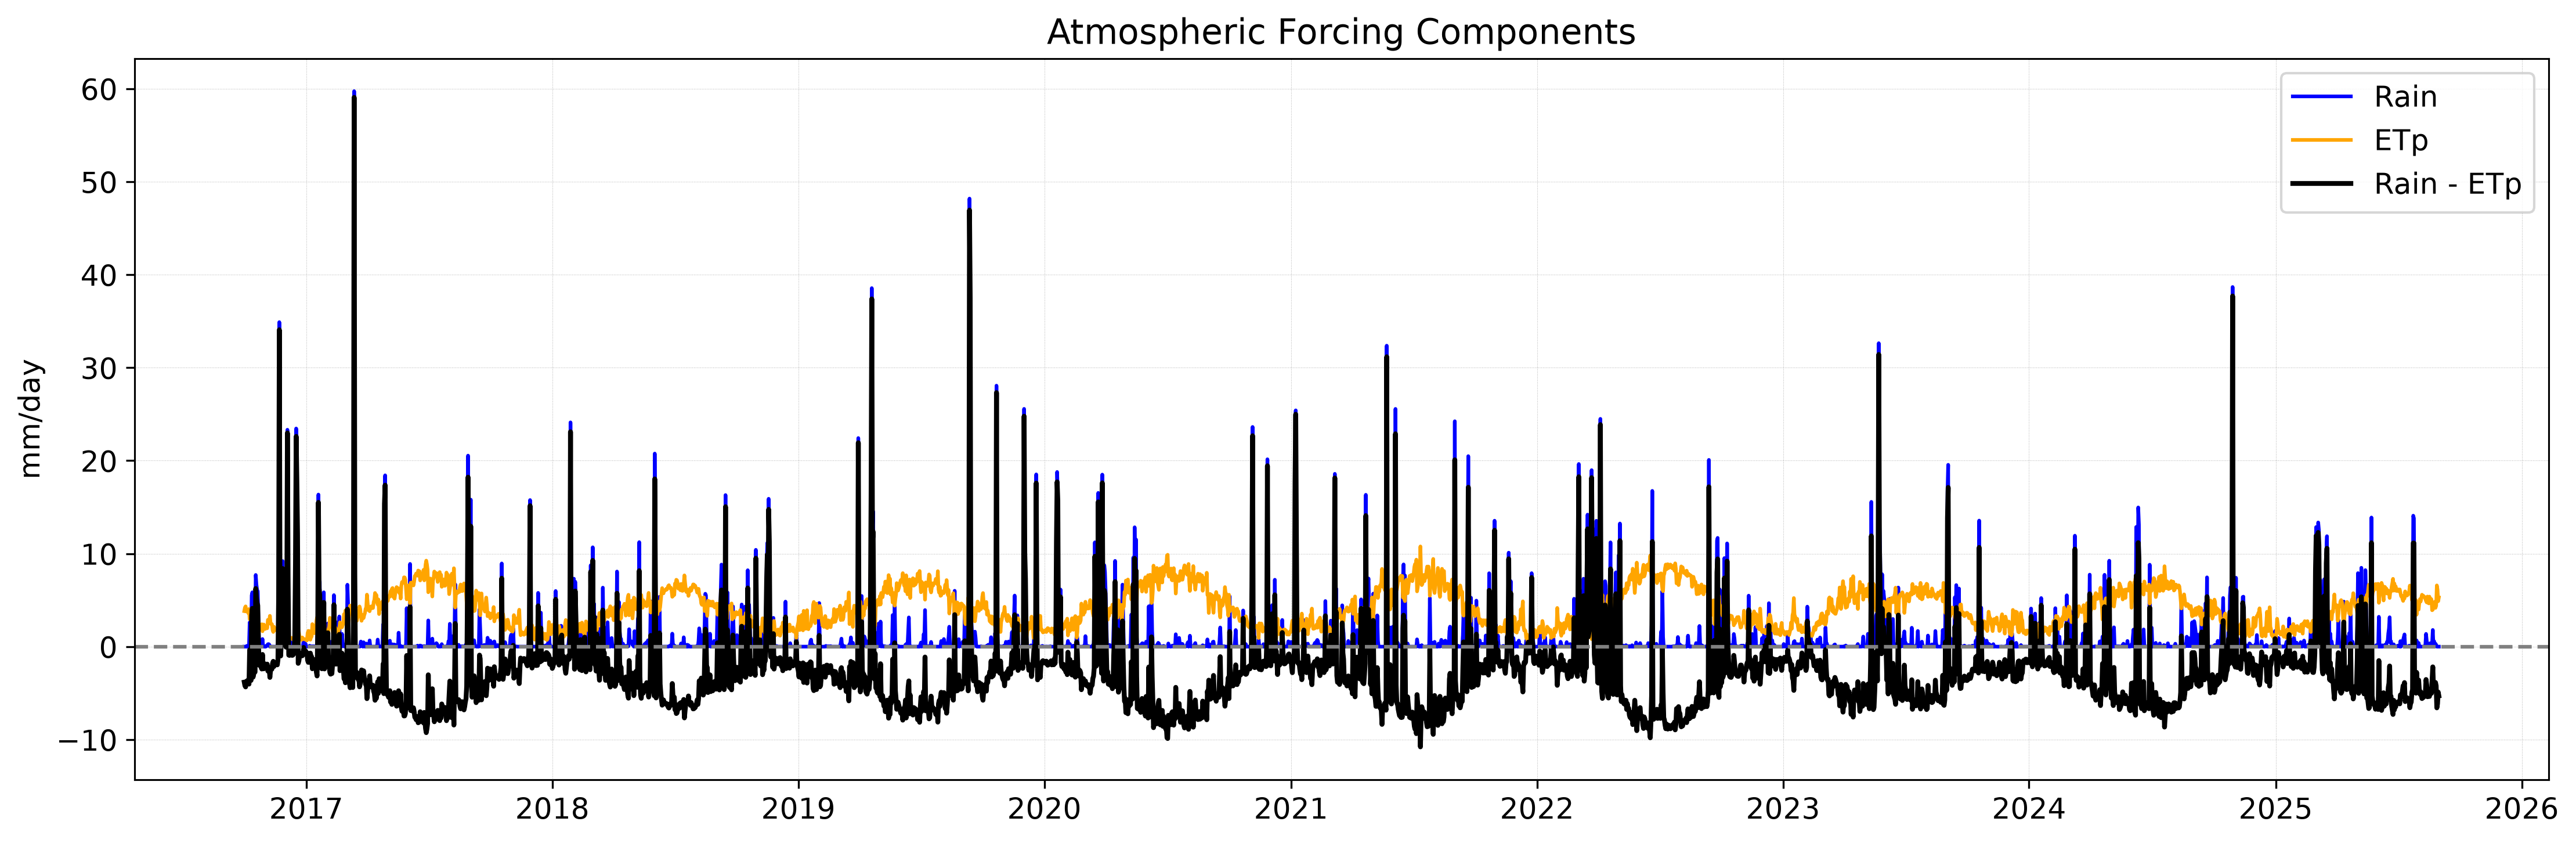 Atmospheric Forcing Components
mm/day
60
50
40
30
20
10
0
−10
Rain
ETp
Rain - ETp
2017 2018 2019 2020 2021 2022 2023 2024 2025 2026